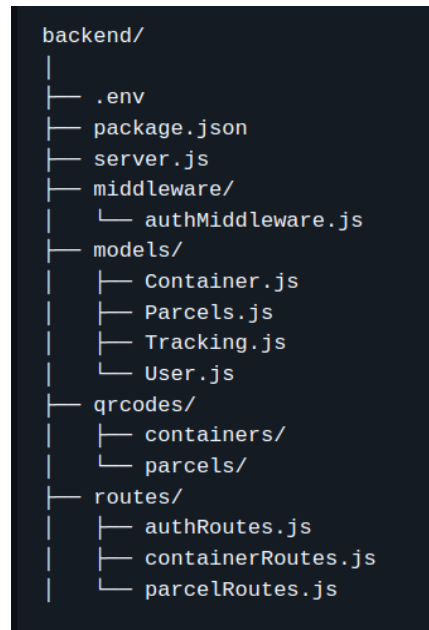 backend/
│
├── .env
├── package.json
├── server.js
├── middleware/
│   └── authMiddleware.js
├── models/
│   ├── Container.js
│   ├── Parcels.js
│   ├── Tracking.js
│   └── User.js
├── qrcodes/
│   ├── containers/
│   └── parcels/
├── routes/
│   ├── authRoutes.js
│   ├── containerRoutes.js
│   └── parcelRoutes.js